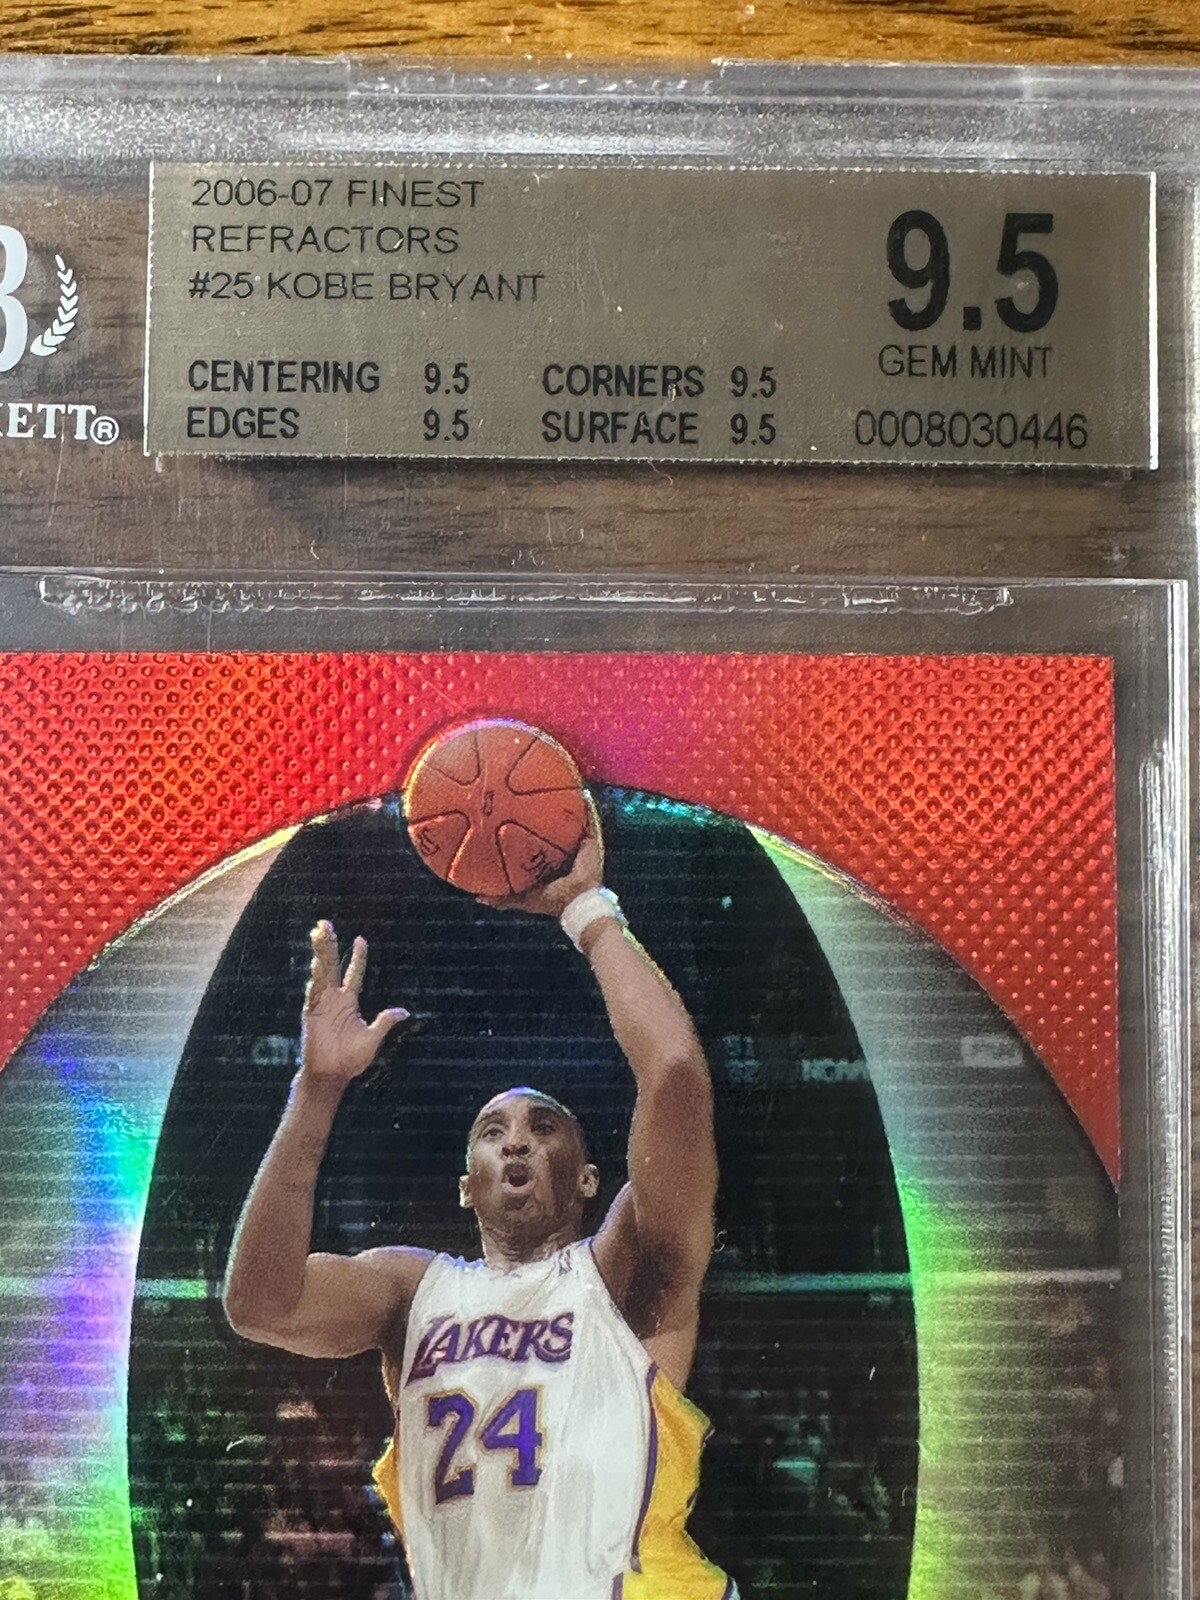 2006-07 FINEST
REFRACTORS
#25 KOBE BRYANT
9.5
GEM MINT
CENTERING 9.5 CORNERS 9.5
EDGES 9.5 SURFACE 9.5
0008030446
B
KETT®
LAKERS
24